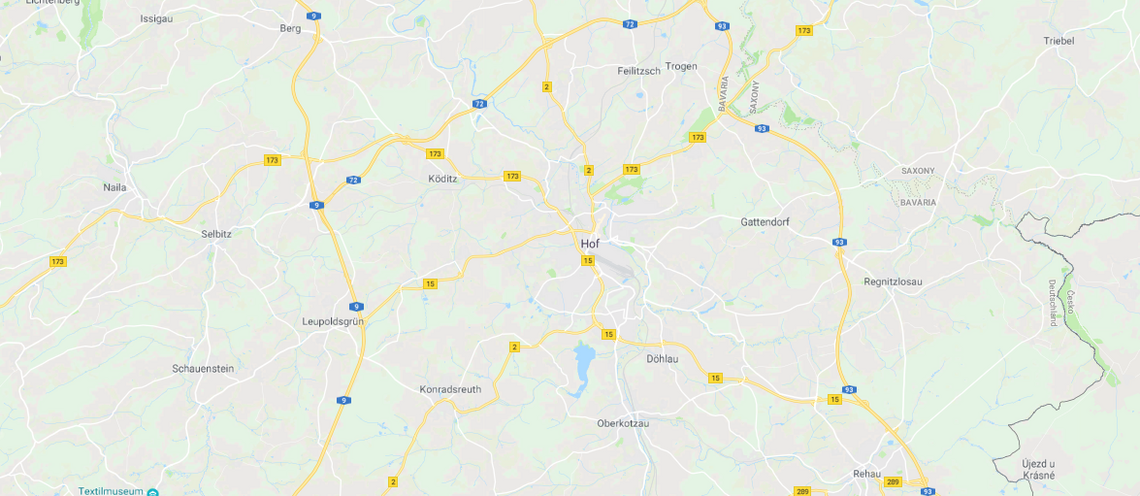 Lichtenberg
Issigau
9
Berg
72
93
173
Triebel
Feilitzsch
Trogen
2
72
BAVARIA
SAXONY
173
93
173
173
2
173
173
SAXONY
Naila
72
Köditz
BAVARIA
9
Gattendorf
Selbitz
Hof
93
173
15
15
Regnitzlosau
Deutschland
Česko
9
Leupoldsgrün
15
2
Döhlau
Schauenstein
15
Konradsreuth
93
9
15
Oberkotzau
Újezd u
Krásné
Rehau
2
289
Textilmuseum
289
93